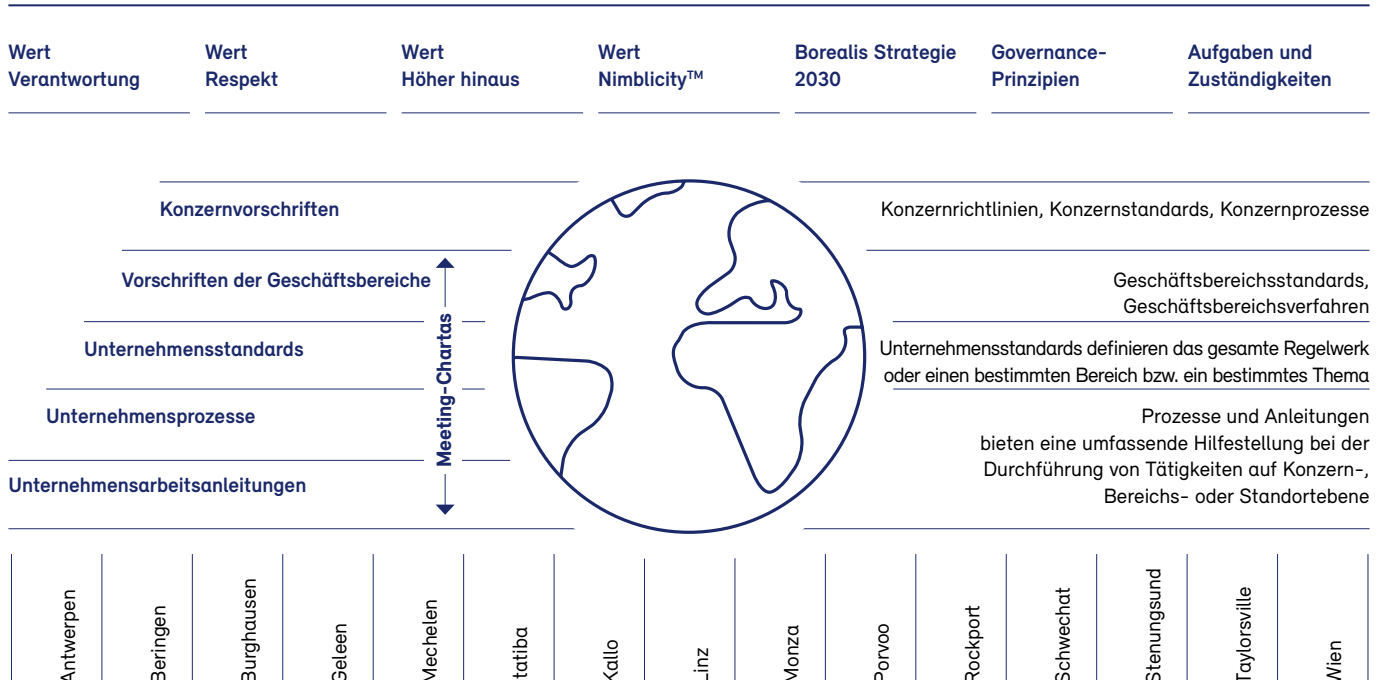 Wert
Verantwortung
Wert
Respekt
Wert
Höher hinaus
Wert
Nimblicity™
Borealis Strategie
2030
Governance-
Prinzipien
Aufgaben und
Zuständigkeiten
Konzernvorschriften
Konzernrichtlinien, Konzernstandards, Konzernprozesse
Vorschriften der Geschäftsbereiche
Geschäftsbereichsstandards,
Geschäftsbereichsverfahren
Unternehmensstandards
Unternehmensstandards definieren das gesamte Regelwerk
oder einen bestimmten Bereich bzw. ein bestimmtes Thema
Unternehmensprozesse
Prozesse und Anleitungen
bieten eine umfassende Hilfestellung bei der
Durchführung von Tätigkeiten auf Konzern-,
Bereichs- oder Standortebene
Unternehmensarbeitsanleitungen
Meeting-Chartas
Antwerpen
Beringen
Burghausen
Geleen
Mechelen
tatiba
Kallo
Linz
Monza
Porvoo
Rockport
Schwechat
Stenungsund
Taylorsville
Wien